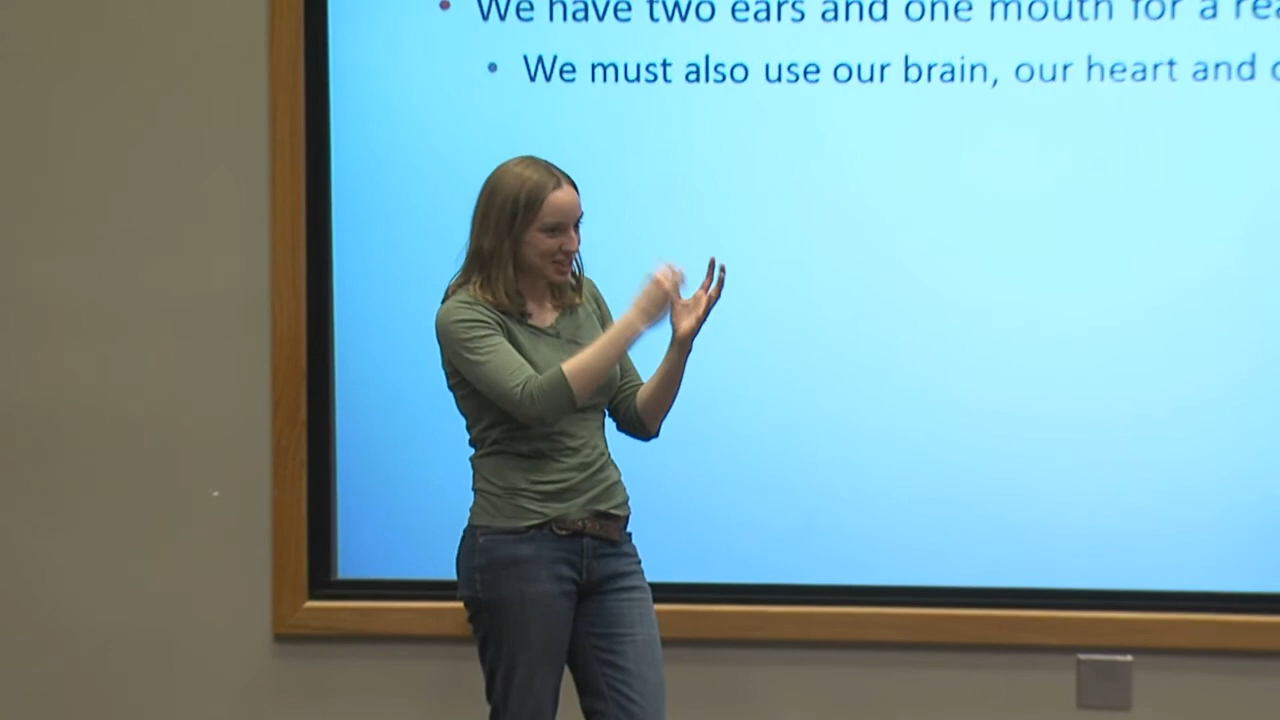 We have two ears and one mouth for a
We must also use our brain, our heart and